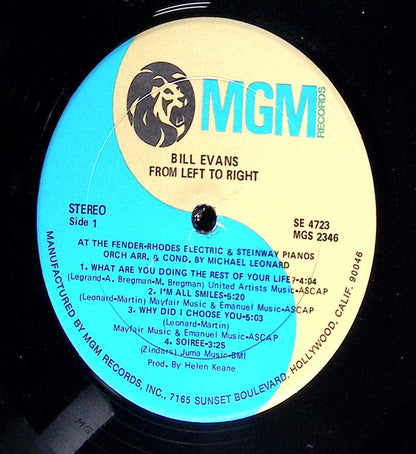 MGM
RECORDS
BILL EVANS
FROM LEFT TO RIGHT
STEREO
Side 1
SE 4723
MGS 2346
AT THE FENDER-RHODES ELECTRIC & STEINWAY PIANOS
ORCH ARR. & COND. BY MICHAEL LEONARD
1. WHAT ARE YOU DOING THE REST OF YOUR LIFE?-4:04
(Legrand-A. Bregman-M. Bregman) United Artists Music-ASCAP
2. I'M ALL SMILES-5:20
(Leonard-Martin) Mayfair Music & Emanuel Music-ASCAP
3. WHY DID I CHOOSE YOU-5:03
(Leonard-Martin)
Mayfair Music & Emanuel Music-ASCAP
4. SOIREE-3:25
(Zindars) Juma Music-BMI
Prod. By Helen Keane
MANUFACTURED BY MGM RECORDS, INC., 7165 SUNSET BOULEVARD, HOLLYWOOD, CALIF. 90046